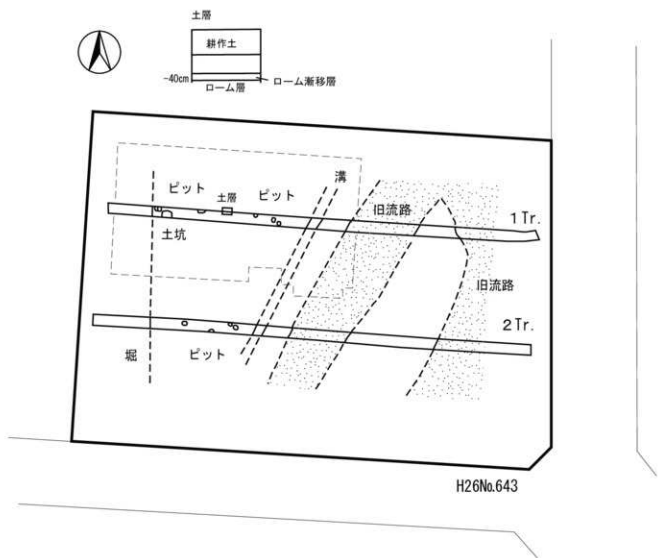 土層
耕作土
-40cm
ローム漸移層
ローム層
ピット
土層
ピット
溝
旧流路
1Tr.
土坑
旧流路
2Tr.
堀
ピット
H26No.643